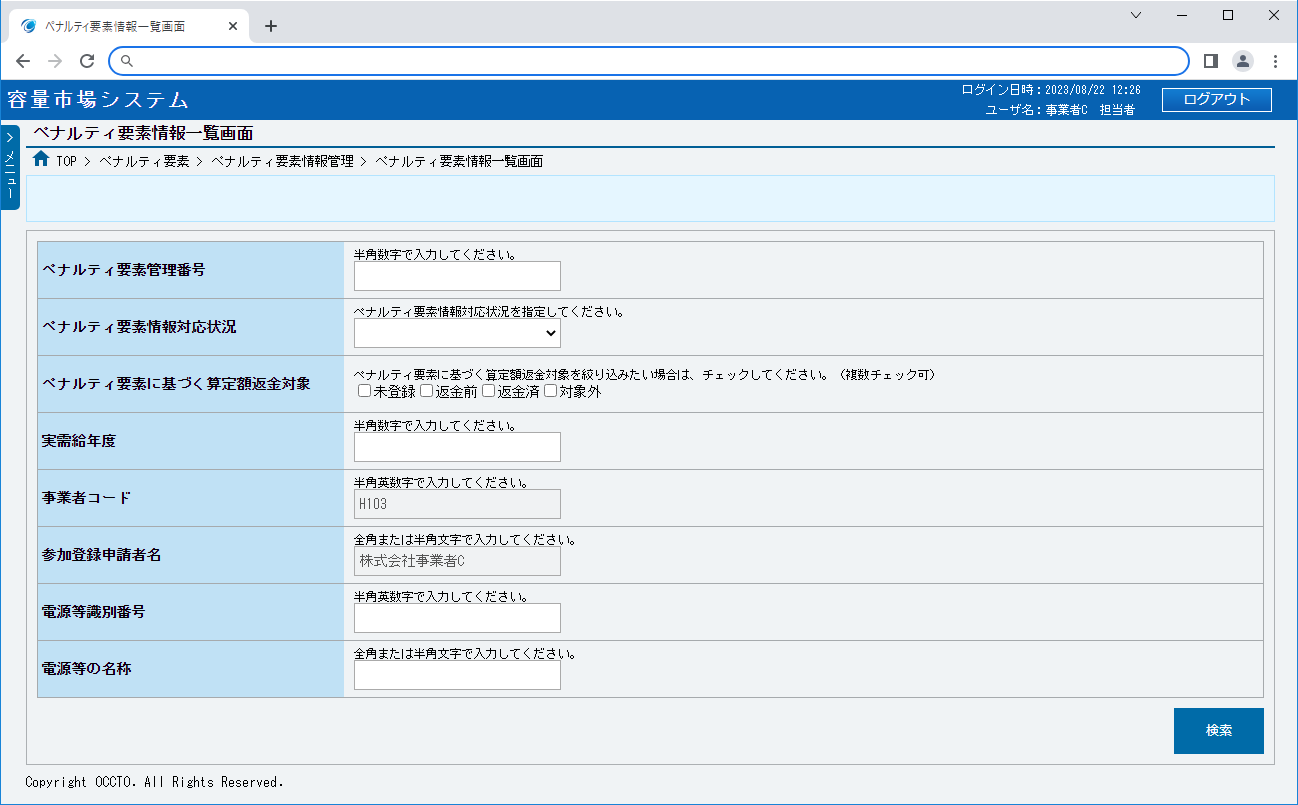 ペナルティ要素情報一覧画面
容量市場システム
ログイン日時：2023/08/22 12:26
ユーザ名：事業者C　担当者
ログアウト
メニュー
ペナルティ要素情報一覧画面
TOP > ペナルティ要素 > ペナルティ要素情報管理 > ペナルティ要素情報一覧画面
ペナルティ要素管理番号
半角数字で入力してください。
ペナルティ要素情報対応状況
ペナルティ要素情報対応状況を指定してください。
ペナルティ要素に基づく算定額返金対象
ペナルティ要素に基づく算定額返金対象を絞り込みたい場合は、チェックしてください。（複数チェック可）
未登録 返金前 返金済 対象外
実需給年度
半角数字で入力してください。
事業者コード
半角英数字で入力してください。
H103
参加登録申請者名
全角または半角文字で入力してください。
株式会社事業者C
電源等識別番号
半角英数字で入力してください。
電源等の名称
全角または半角文字で入力してください。
検索
Copyright OCCTO. All Rights Reserved.